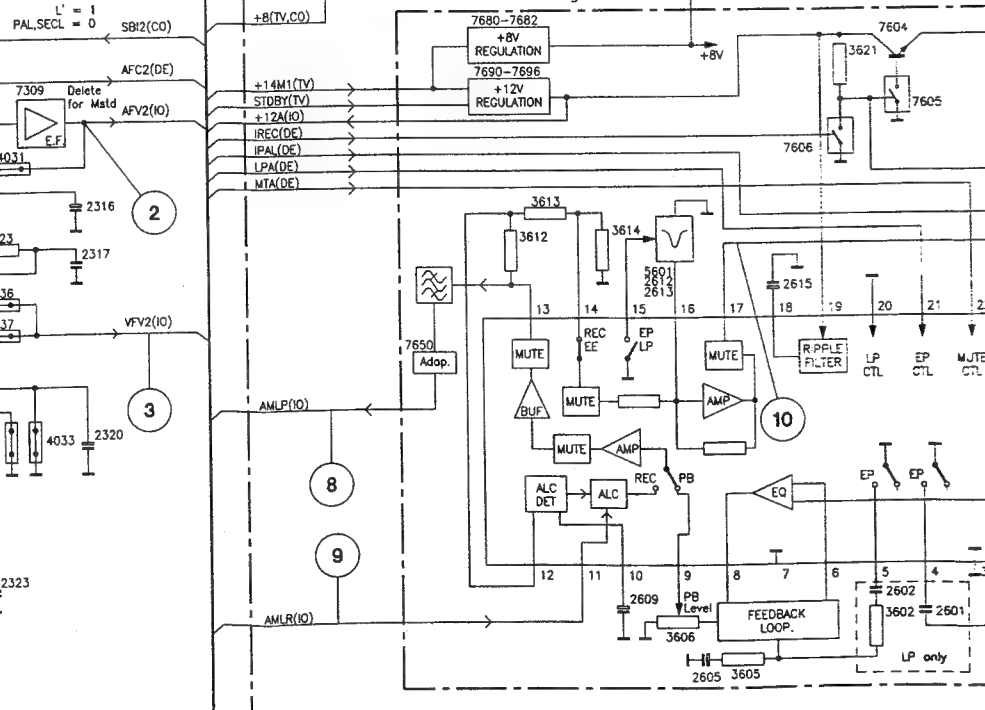 L' = 1
PAL,SECL = 0
SB12(CO)
+8(TV,CO)
7680-7682
+8V
REGULATION
+8V
7604
3621
AFC2(DE)
7309
Delete
for Mstd
AFV2(IO)
E.F.
+14M1(TV)
STDBY(TV)
+12A(IO)
IREC(DE)
IPAL(DE)
LPA(DE)
MTA(DE)
7690-7696
+12V
REGULATION
7605
7606
4031
2316
2
23
2317
36
37
VFV2(IO)
3
4033
2320
2323
3613
3612
3614
5601
2612
2613
2615
13
14
15
16
17
18
19
20
21
REC
EE
EP
LP
MUTE
MUTE
MUTE
RIPPLE
FILTER
LP
CTL
EP
CTL
MUTE
CTL
7650
Adap.
BUF
AMP
10
AMLP(IO)
8
MUTE
AMP
REC
PB
ALC
DET
ALC
EQ
EP
EP
9
12
11
10
9
8
7
6
5
4
2609
PB
Level
3606
FEEDBACK
LOOP.
2602
3602
2601
LP only
AMLR(IO)
2605
3605